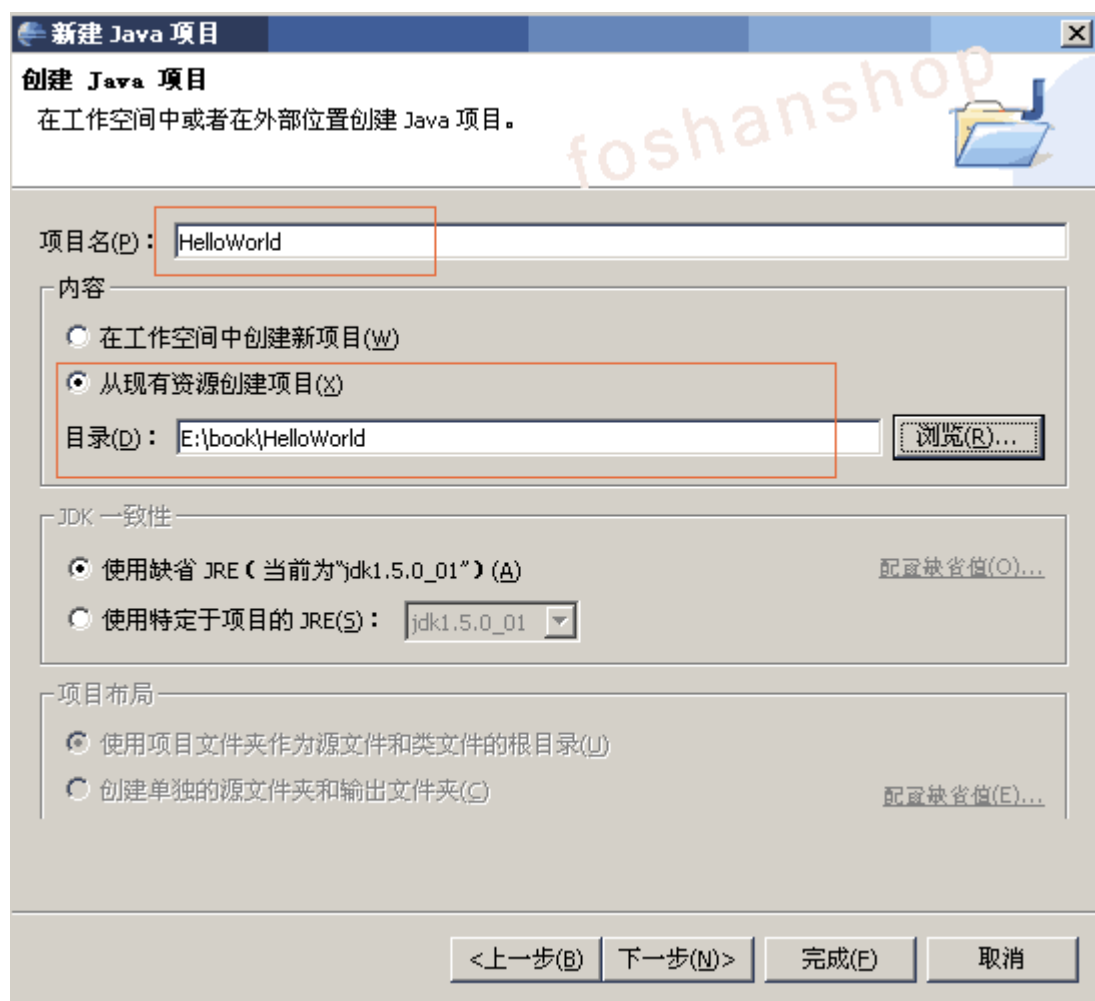 新建 Java 项目
创建 Java 项目
在工作空间中或者在外部位置创建 Java 项目。
foshanshop
项目名(P)： HelloWorld
内容
在工作空间中创建新项目(W)
从现有资源创建项目(X)
目录(D)： E:\book\HelloWorld 浏览(R)...
JDK 一致性
使用缺省 JRE（当前为“jdk1.5.0_01”）(A) 配置缺省值(O)...
使用特定于项目的 JRE(S)： jdk1.5.0_01
项目布局
使用项目文件夹作为源文件和类文件的根目录(U)
创建单独的源文件夹和输出文件夹(C) 配置缺省值(E)...
<上一步(B) 下一步(N)> 完成(F) 取消